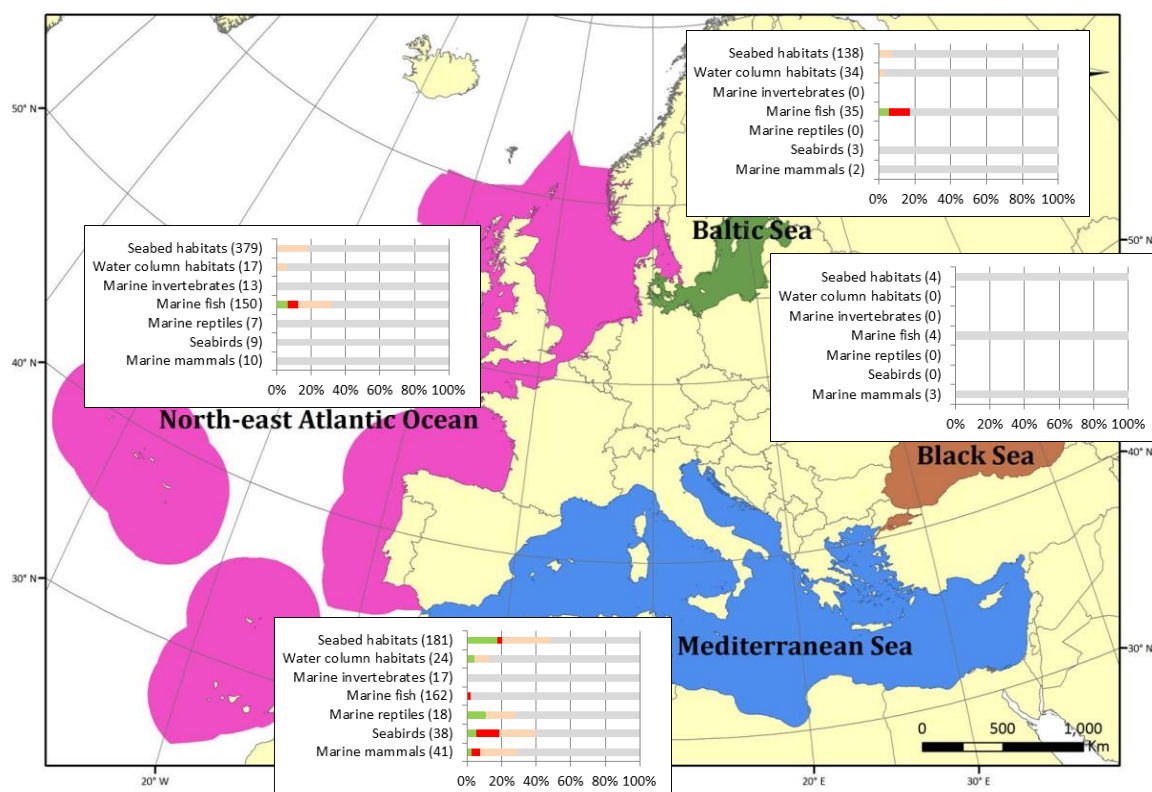 Seabed habitats (138)
Water column habitats (34)
Marine invertebrates (0)
Marine fish (35)
Marine reptiles (0)
Seabirds (3)
Marine mammals (2)
0% 20% 40% 60% 80% 100%
50° N
Baltic Sea
50° N
Seabed habitats (379)
Water column habitats (17)
Marine invertebrates (13)
Marine fish (150)
Marine reptiles (7)
Seabirds (9)
Marine mammals (10)
0% 20% 40% 60% 80% 100%
Seabed habitats (4)
Water column habitats (0)
Marine invertebrates (0)
Marine fish (4)
Marine reptiles (0)
Seabirds (0)
Marine mammals (3)
0% 20% 40% 60% 80% 100%
40° N
North-east Atlantic Ocean
Black Sea
40° N
30° N
Seabed habitats (181)
Water column habitats (24)
Marine invertebrates (17)
Marine fish (162)
Marine reptiles (18)
Seabirds (38)
Marine mammals (41)
0% 20% 40% 60% 80% 100%
Mediterranean Sea
30° N
0 500 1,000
Km
20° W
20° E
30° E